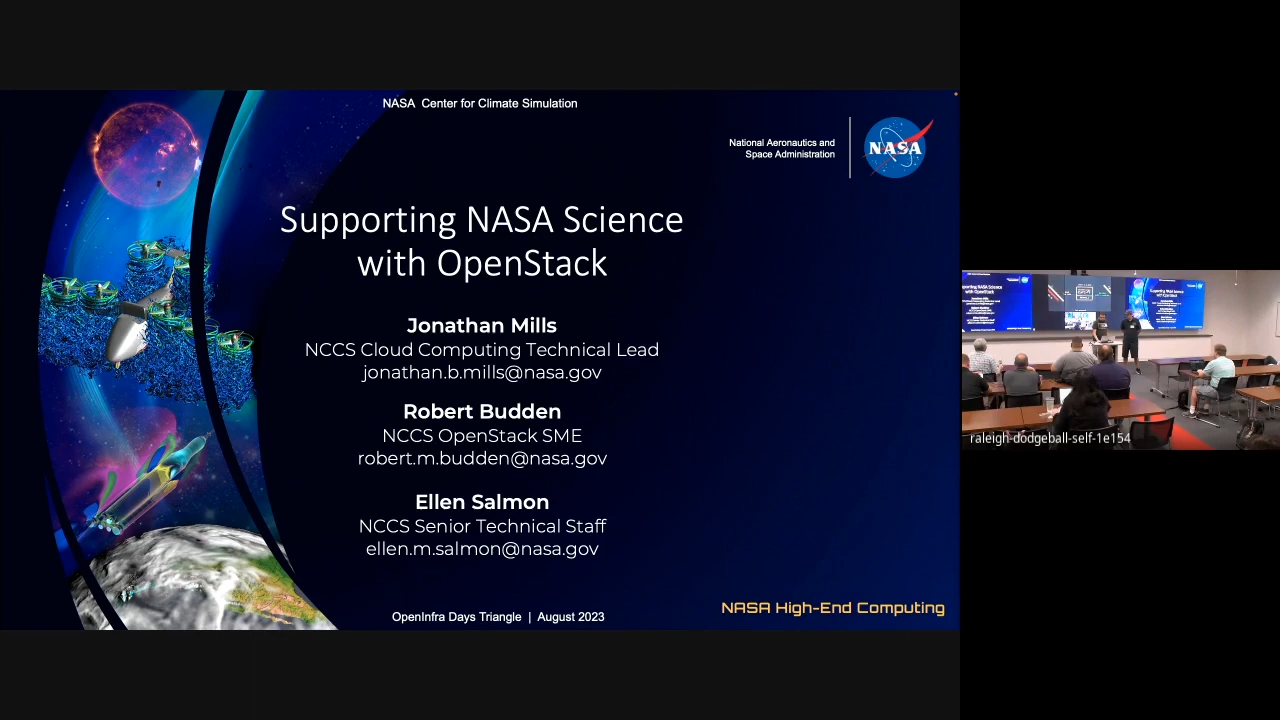 NASA Center for Climate Simulation
National Aeronautics and
Space Administration
NASA
Supporting NASA Science
with OpenStack
Jonathan Mills
NCCS Cloud Computing Technical Lead
jonathan.b.mills@nasa.gov
Robert Budden
NCCS OpenStack SME
robert.m.budden@nasa.gov
Ellen Salmon
NCCS Senior Technical Staff
ellen.m.salmon@nasa.gov
OpenInfra Days Triangle | August 2023
NASA High-End Computing
raleigh-dodgeball-self-1e154